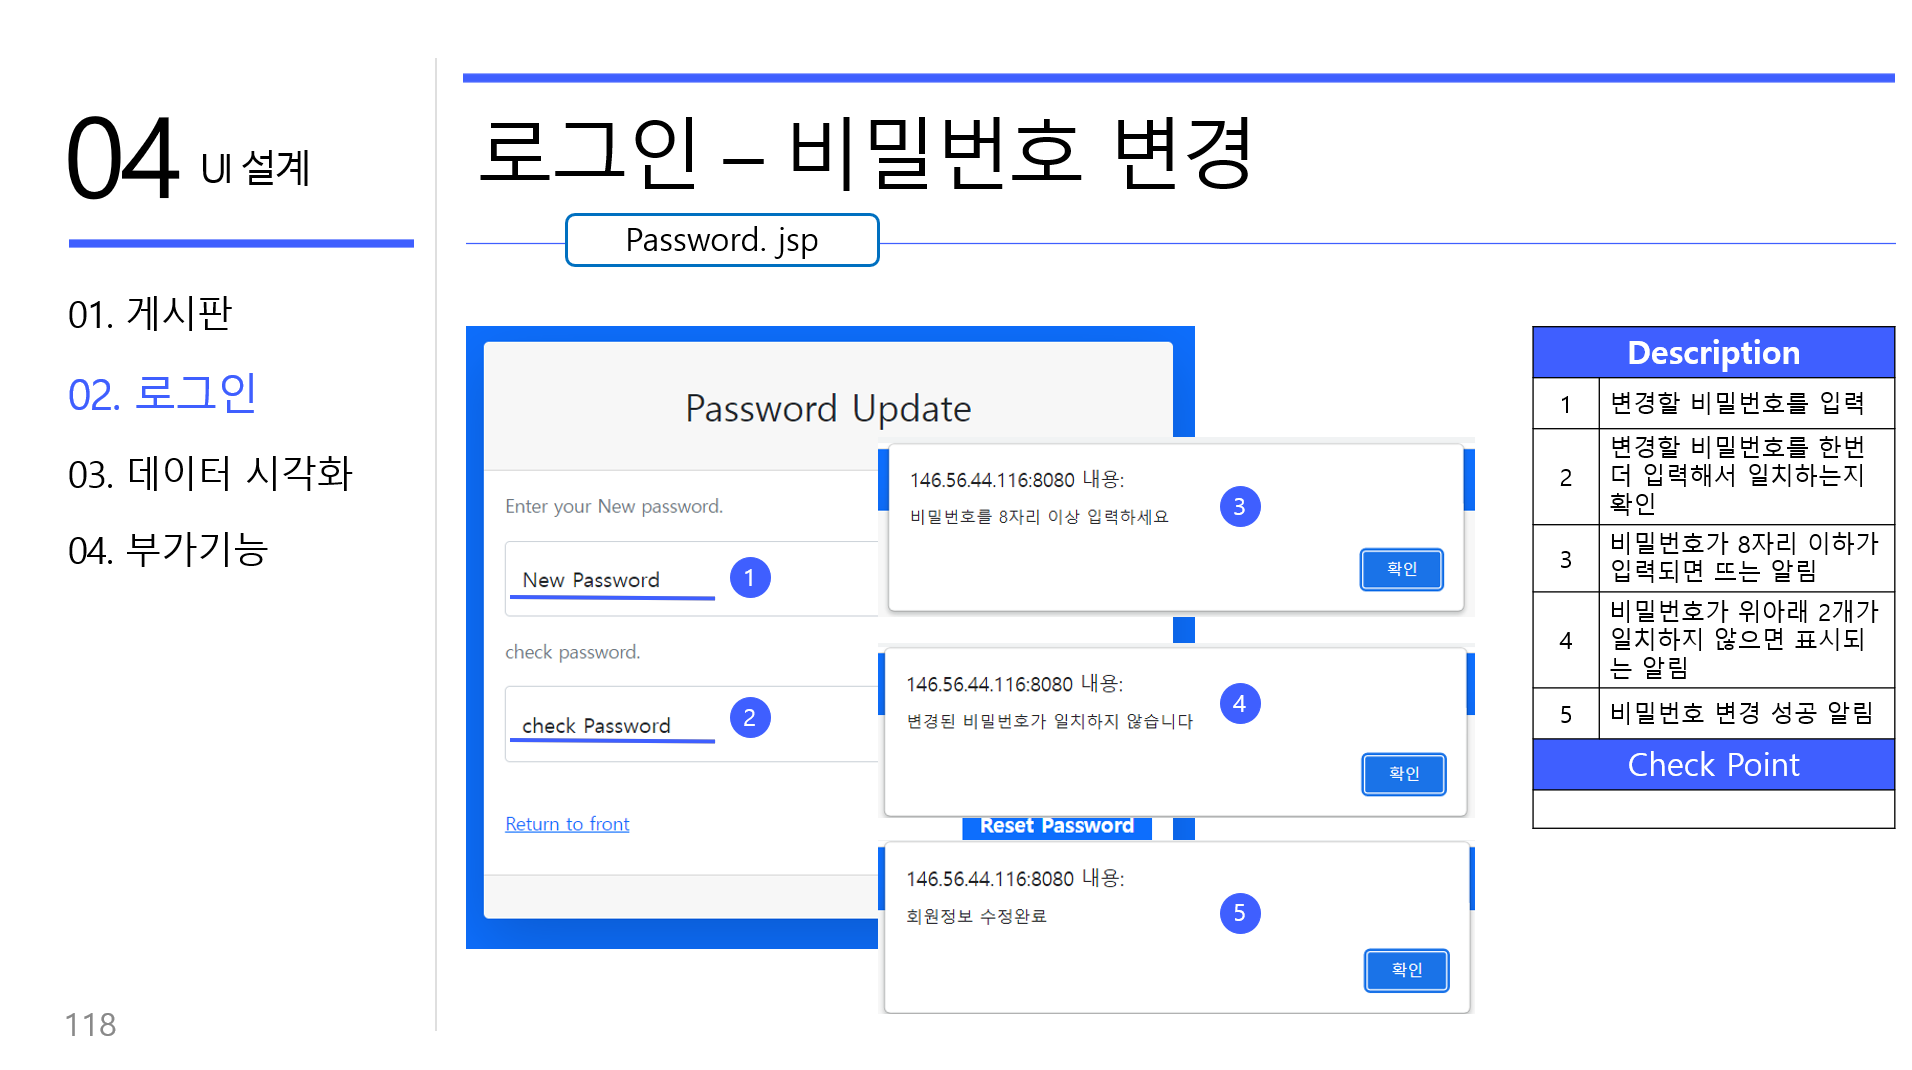 04 UI 설계
01. 게시판
02. 로그인
03. 데이터 시각화
04. 부가기능
118
로그인 – 비밀번호 변경
Password. jsp
Password Update
Enter your New password.
New Password
1
check password.
check Password
2
Return to front
Reset Password
146.56.44.116:8080 내용:
비밀번호를 8자리 이상 입력하세요
3
확인
146.56.44.116:8080 내용:
변경된 비밀번호가 일치하지 않습니다
4
확인
146.56.44.116:8080 내용:
회원정보 수정완료
5
확인
Description
1 변경할 비밀번호를 입력
2 변경할 비밀번호를 한번
더 입력해서 일치하는지
확인
3 비밀번호가 8자리 이하가
입력되면 뜨는 알림
4 비밀번호가 위아래 2개가
일치하지 않으면 표시되
는 알림
5 비밀번호 변경 성공 알림
Check Point